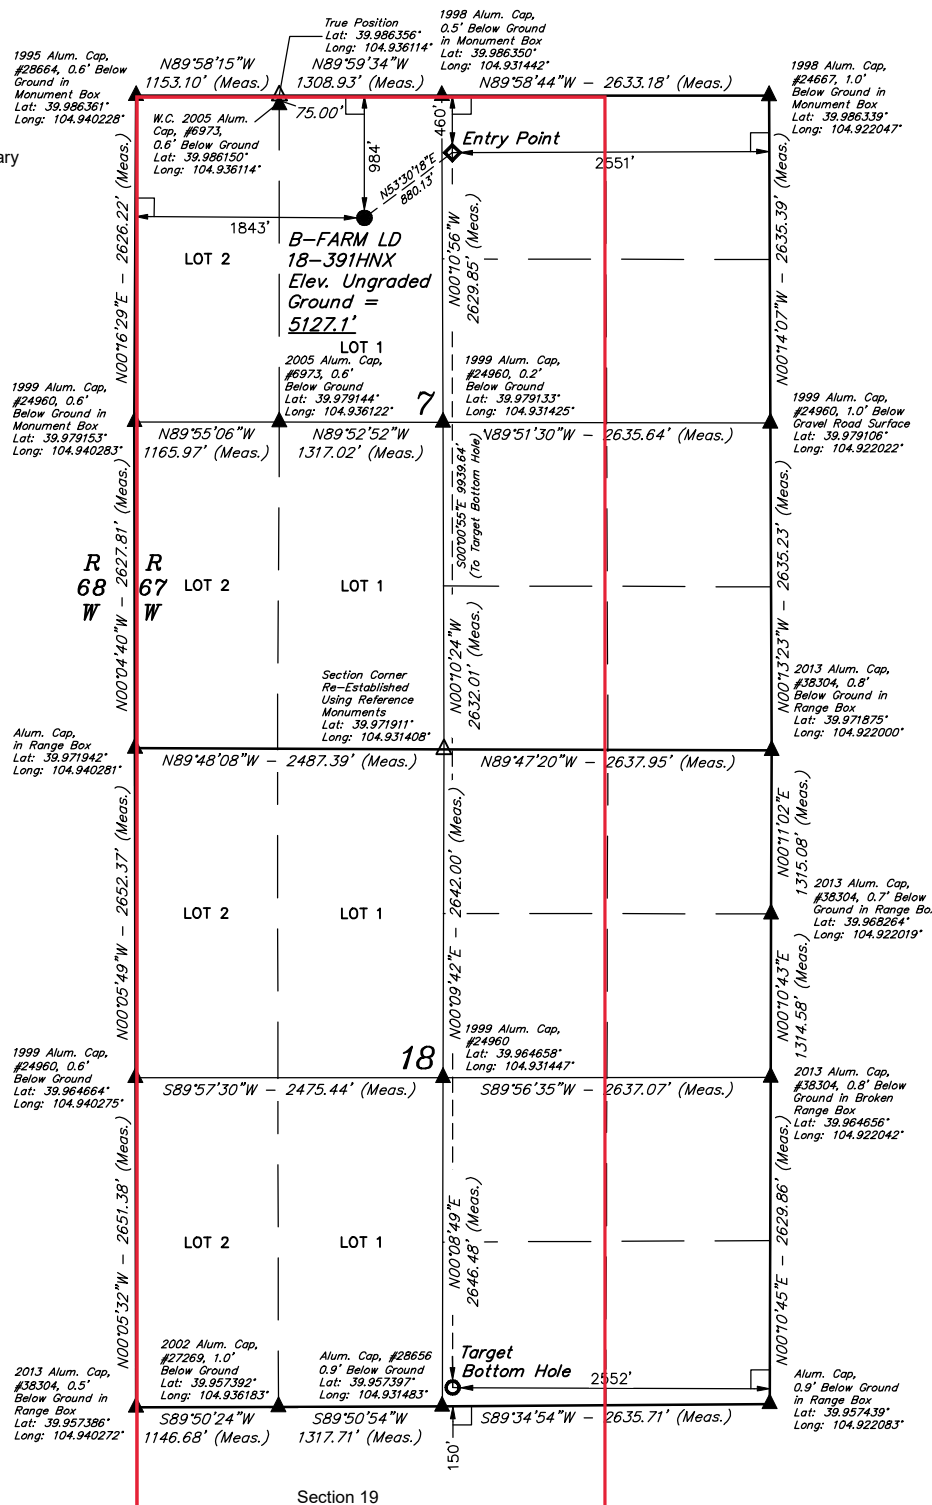 True Position
Lat: 39.986356°
Long: 104.936114°
1998 Alum. Cap,
0.5' Below Ground
in Monument Box
Lat: 39.986350°
Long: 104.931442°
1995 Alum. Cap,
#28664, 0.6' Below
Ground in
Monument Box
Lat: 39.986361°
Long: 104.940228°
N89°58'15"W
1153.10' (Meas.)
N89°59'34"W
1308.93' (Meas.)
N89°58'44"W – 2633.18' (Meas.)
1998 Alum. Cap,
#24667, 1.0'
Below Ground in
Monument Box
Lat: 39.986339°
Long: 104.922047°
W.C. 2005 Alum.
Cap, #6973,
0.6' Below Ground
Lat: 39.986150°
Long: 104.936114°
75.00'
984'
460'
Entry Point
2551'
N53°30'18"E
880.13'
1843'
ary
N00°16'29"E – 2626.22' (Meas.)
B–FARM LD
18–391HNX
Elev. Ungraded
Ground =
5127.1'
LOT 2
LOT 1
N00°10'56"W
2629.85' (Meas.)
N00°14'07"W – 2635.39' (Meas.)
1999 Alum. Cap,
#24960, 0.6'
Below Ground in
Monument Box
Lat: 39.979153°
Long: 104.940283°
2005 Alum. Cap,
#6973, 0.6'
Below Ground
Lat: 39.979144°
Long: 104.936122°
7
1999 Alum. Cap,
#24960, 0.2'
Below Ground
Lat: 39.979133°
Long: 104.931425°
1999 Alum. Cap,
#24960, 1.0' Below
Gravel Road Surface
Lat: 39.979106°
Long: 104.922022°
N89°55'06"W
1165.97' (Meas.)
N89°52'52"W
1317.02' (Meas.)
N89°51'30"W – 2635.64' (Meas.)
S00°00'55"E 9939.64'
(To Target Bottom Hole)
N00°04'40"W – 2627.81' (Meas.)
R
68
W
R
67
W
LOT 2
LOT 1
N00°10'24"W
2632.01' (Meas.)
N00°13'23"W – 2635.23' (Meas.)
Section Corner
Re–Established
Using Reference
Monuments
Lat: 39.971911°
Long: 104.931408°
2013 Alum. Cap,
#38304, 0.8'
Below Ground in
Range Box
Lat: 39.971875°
Long: 104.922000°
Alum. Cap,
in Range Box
Lat: 39.971942°
Long: 104.940281°
N89°48'08"W – 2487.39' (Meas.)
N89°47'20"W – 2637.95' (Meas.)
N00°05'49"W – 2652.37' (Meas.)
LOT 2
LOT 1
N00°09'42"E – 2642.00' (Meas.)
N00°11'02"E
1315.08' (Meas.)
2013 Alum. Cap,
#38304, 0.7' Below
Ground in Range Bo
Lat: 39.968264°
Long: 104.922019°
N00°10'43"E
1314.58' (Meas.)
1999 Alum. Cap,
#24960, 0.6'
Below Ground
Lat: 39.964664°
Long: 104.940275°
18
1999 Alum. Cap,
#24960
Lat: 39.964658°
Long: 104.931447°
2013 Alum. Cap,
#38304, 0.8' Below
Ground in Broken
Range Box
Lat: 39.964656°
Long: 104.922042°
S89°57'30"W – 2475.44' (Meas.)
S89°56'35"W – 2637.07' (Meas.)
N00°05'32"W – 2651.38' (Meas.)
LOT 2
LOT 1
N00°08'49"E
2646.48' (Meas.)
N00°10'45"E – 2629.86' (Meas.)
2013 Alum. Cap,
#38304, 0.5'
Below Ground in
Range Box
Lat: 39.957386°
Long: 104.940272°
2002 Alum. Cap,
#27269, 1.0'
Below Ground
Lat: 39.957392°
Long: 104.936183°
Alum. Cap, #28656
0.9' Below Ground
Lat: 39.957397°
Long: 104.931483°
Target
Bottom Hole
2552'
Alum. Cap,
0.9' Below Ground
in Range Box
Lat: 39.957439°
Long: 104.922083°
S89°50'24"W
1146.68' (Meas.)
S89°50'54"W
1317.71' (Meas.)
S89°34'54"W – 2635.71' (Meas.)
150'
Section 19